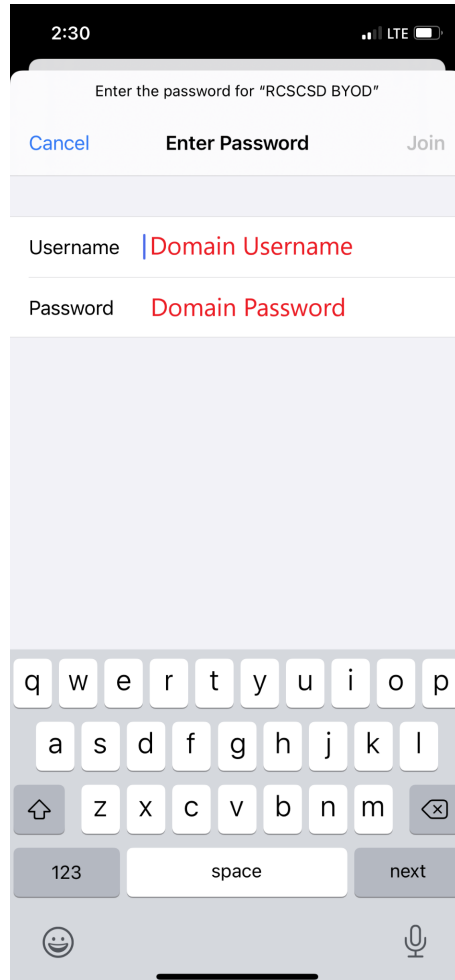 2:30 LTE
Enter the password for “RCSCSD BYOD”
Cancel Enter Password Join
Username Domain Username
Password Domain Password
q w e r t y u i o p
a s d f g h j k l
z x c v b n m
123 space next